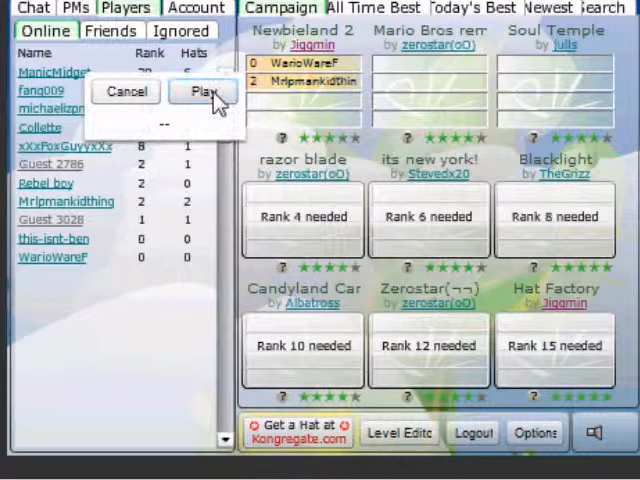 Chat PMs Players Account
Campaign All Time Best Today's Best Newest Search
Online Friends Ignored
Name Rank Hats
ManicMidget
fanq009
Collette
xXxFoxGuyyxXx 8 1
Guest 2786 2 1
Rebel boy 2 0
Mrlpmankidthing 2 2
Guest 3028 1 1
this-isnt-ben 0 0
WarioWareF 0 0
Cancel Play
--
Newbieland 2
by Jiggmin
0 WarioWareF
2 Mrlpmankidthin
?
Mario Bros rem
by zerostar(oO)
?
Soul Temple
by julls
?
razor blade
by zerostar(oO)
Rank 4 needed
?
its new york!
by Stevedx20
Rank 6 needed
?
Blacklight
by TheGrizz
Rank 8 needed
?
Candyland Car
by Albatross
Rank 10 needed
?
Zerostar(¬¬)
by zerostar(oO)
Rank 12 needed
?
Hat Factory
by Jiggmin
Rank 15 needed
?
Get a Hat at
Kongregate.com
Level Edito
Logout
Options